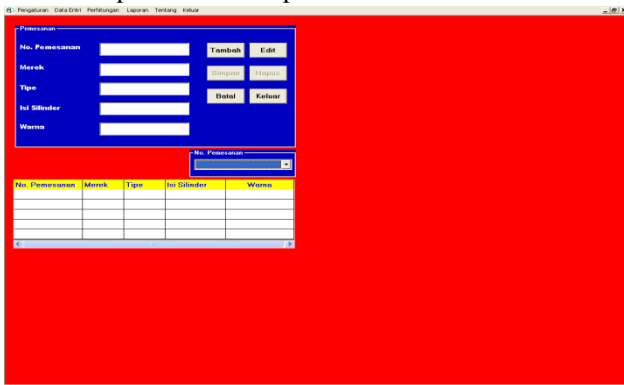 Pengaturan Data Entri Perhitungan Laporan Tentang Keluar
Pemesanan
No. Pemesanan
Tambah Edit
Merek
Simpan Hapus
Tipe
Batal Keluar
Isi Silinder
Warna
No. Pemesanan
No. Pemesanan Merek Tipe Isi Silinder Warna